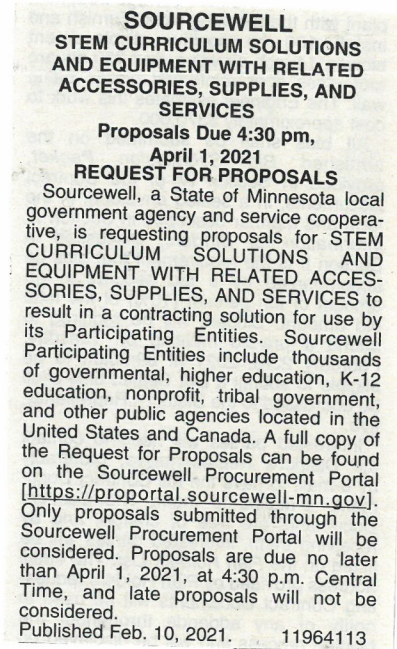 SOURCEWELL
STEM CURRICULUM SOLUTIONS
AND EQUIPMENT WITH RELATED
ACCESSORIES, SUPPLIES, AND
SERVICES
Proposals Due 4:30 pm,
April 1, 2021
REQUEST FOR PROPOSALS
Sourcewell, a State of Minnesota local
government agency and service coopera-
tive, is requesting proposals for STEM
CURRICULUM SOLUTIONS AND
EQUIPMENT WITH RELATED ACCES-
SORIES, SUPPLIES, AND SERVICES to
result in a contracting solution for use by
its Participating Entities. Sourcewell
Participating Entities include thousands
of governmental, higher education, K-12
education, nonprofit, tribal government,
and other public agencies located in the
United States and Canada. A full copy of
the Request for Proposals can be found
on the Sourcewell Procurement Portal
[https://proportal.sourcewell-mn.gov].
Only proposals submitted through the
Sourcewell Procurement Portal will be
considered. Proposals are due no later
than April 1, 2021, at 4:30 p.m. Central
Time, and late proposals will not be
considered.
Published Feb. 10, 2021. 11964113